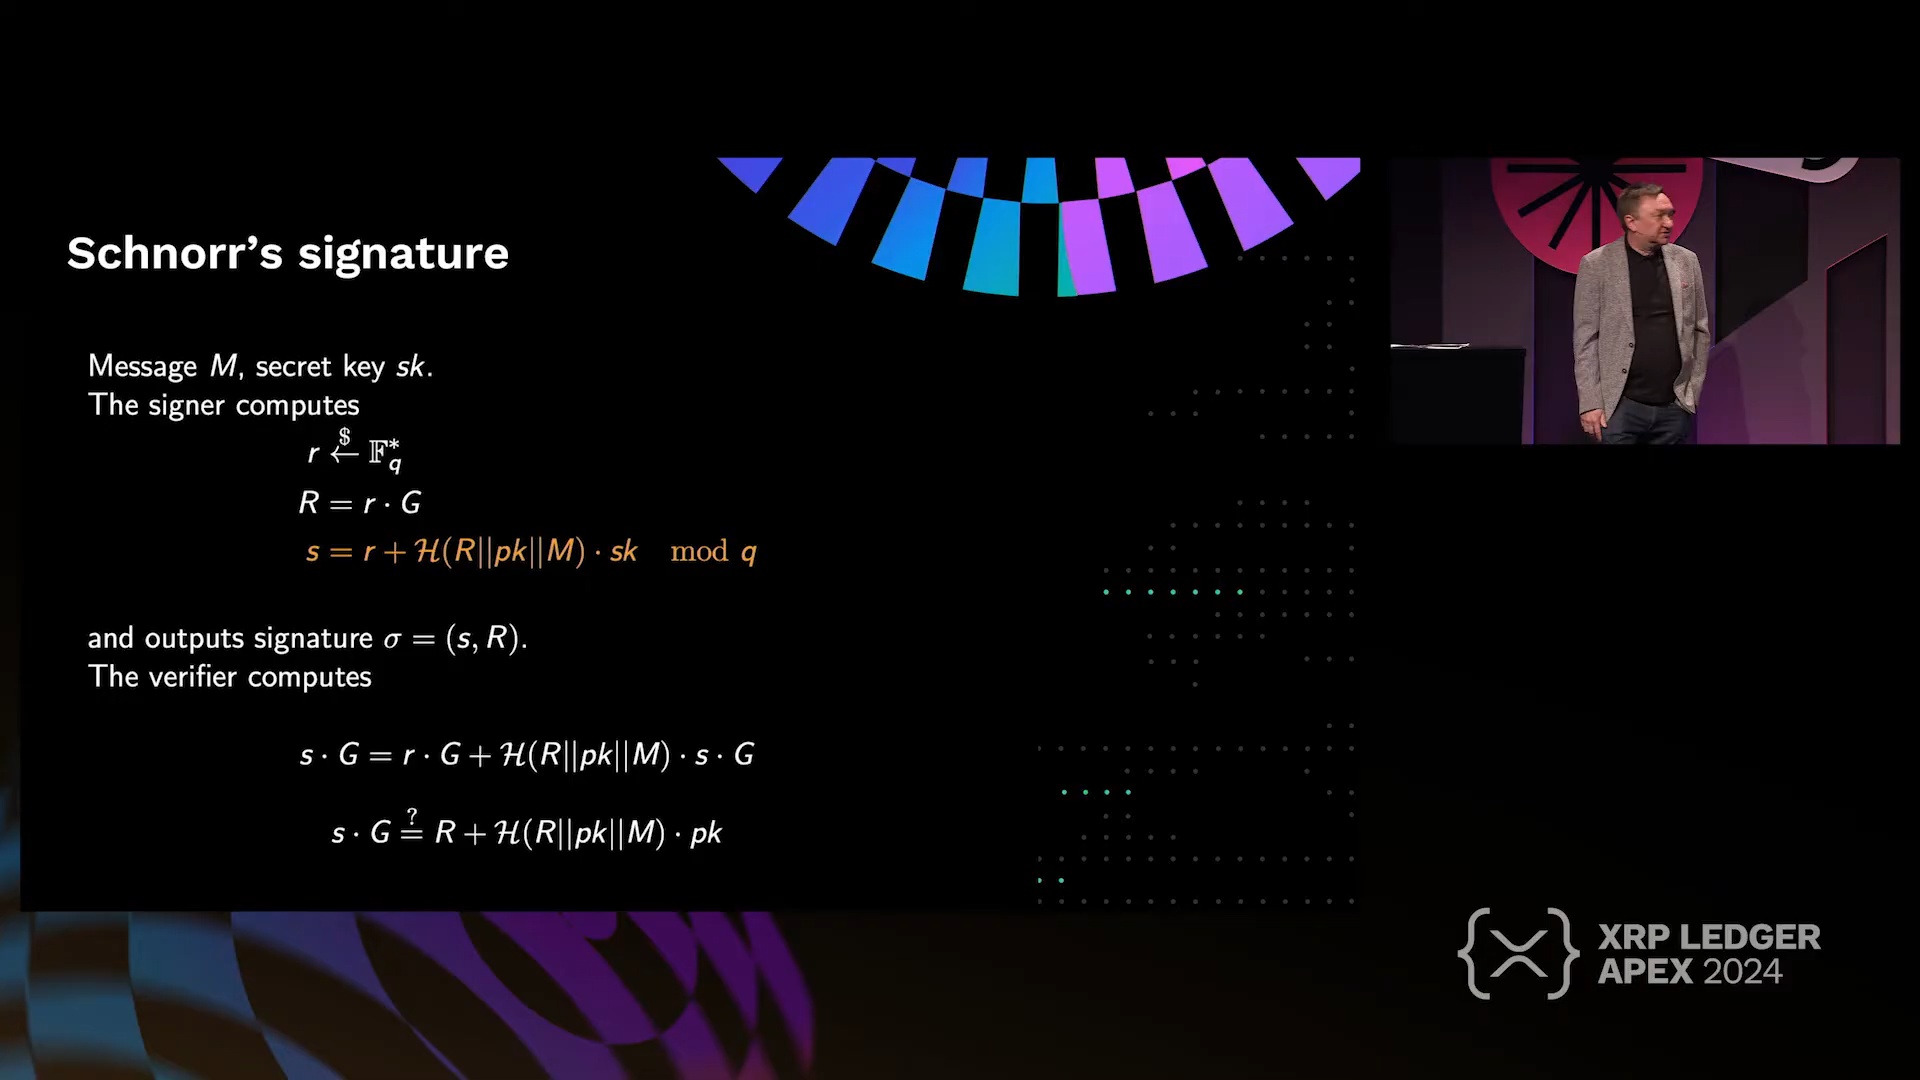 Schnorr's signature
Message M, secret key sk.
The signer computes
r $← 𝔽*q
R = r · G
s = r + ℋ(R||pk||M) · sk mod q
and outputs signature σ = (s, R).
The verifier computes
s · G = r · G + ℋ(R||pk||M) · s · G
s · G ?= R + ℋ(R||pk||M) · pk
XRP LEDGER
APEX 2024